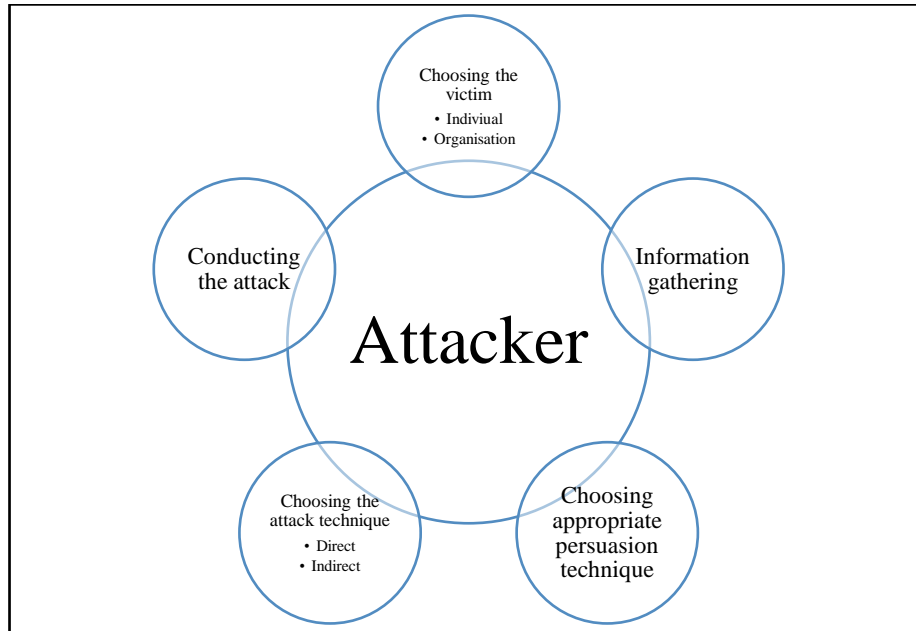 Choosing the
victim
• Indiviual
• Organisation
Information
gathering
Choosing
appropriate
persuasion
technique
Choosing the
attack technique
• Direct
• Indirect
Conducting
the attack
Attacker